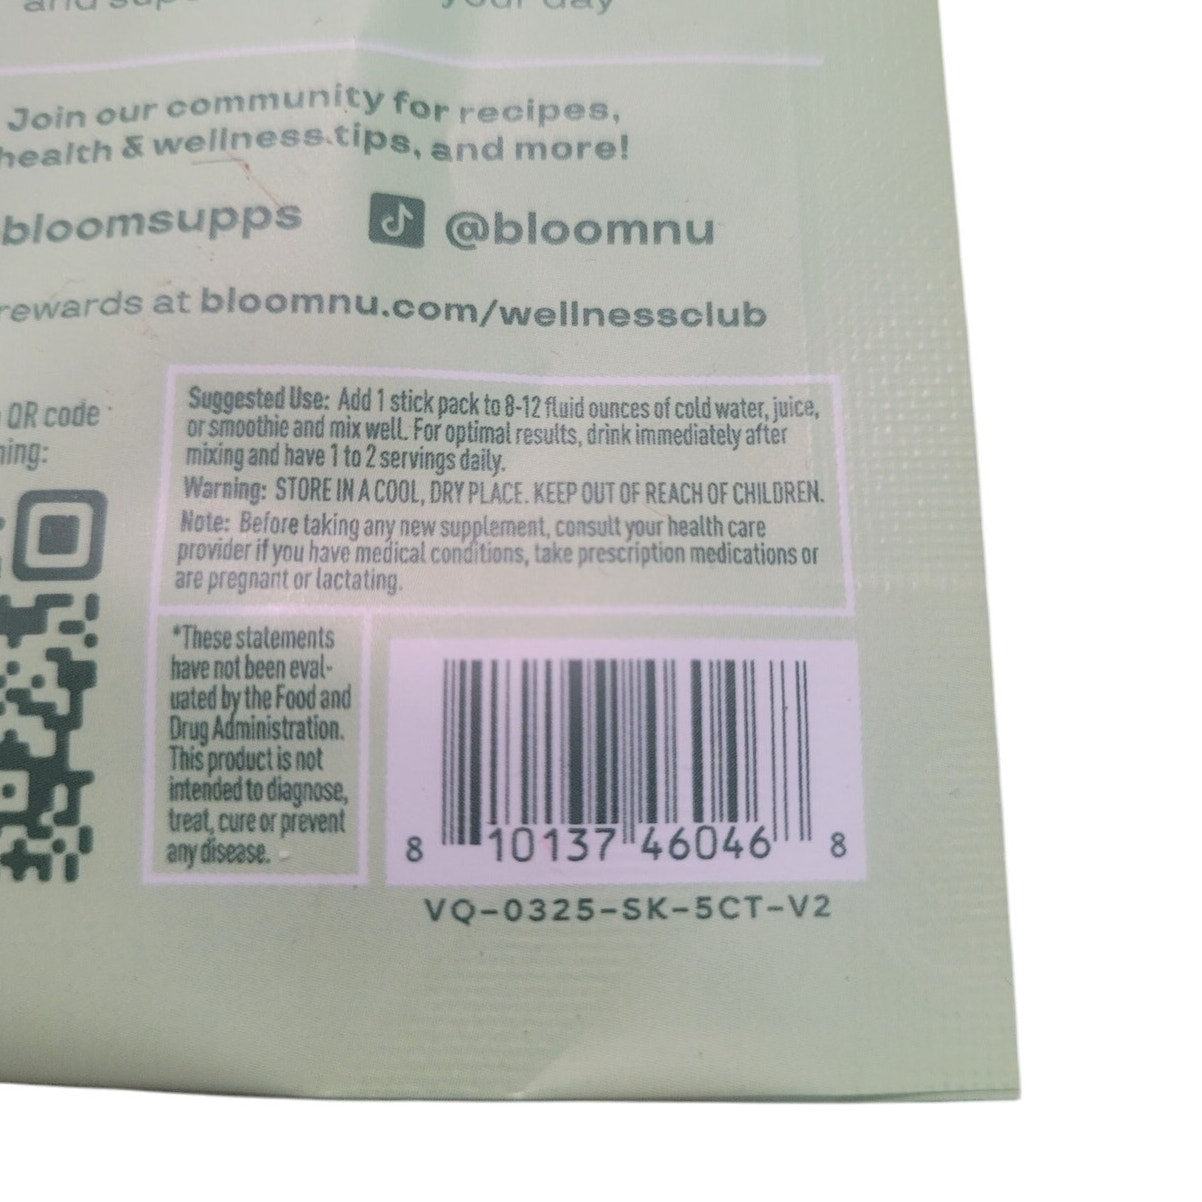 your day
Join our community for recipes,
health & wellness tips, and more!
bloomsupps @bloomnu
rewards at bloomnu.com/wellnessclub
QR code
Suggested Use: Add 1 stick pack to 8-12 fluid ounces of cold water, juice,
or smoothie and mix well. For optimal results, drink immediately after
mixing and have 1 to 2 servings daily.
Warning: STORE IN A COOL, DRY PLACE. KEEP OUT OF REACH OF CHILDREN.
Note: Before taking any new supplement, consult your health care
provider if you have medical conditions, take prescription medications or
are pregnant or lactating.
*These statements
have not been eval-
uated by the Food and
Drug Administration.
This product is not
intended to diagnose,
treat, cure or prevent
any disease.
8 10137 46046 8
VQ-0325-SK-5CT-V2